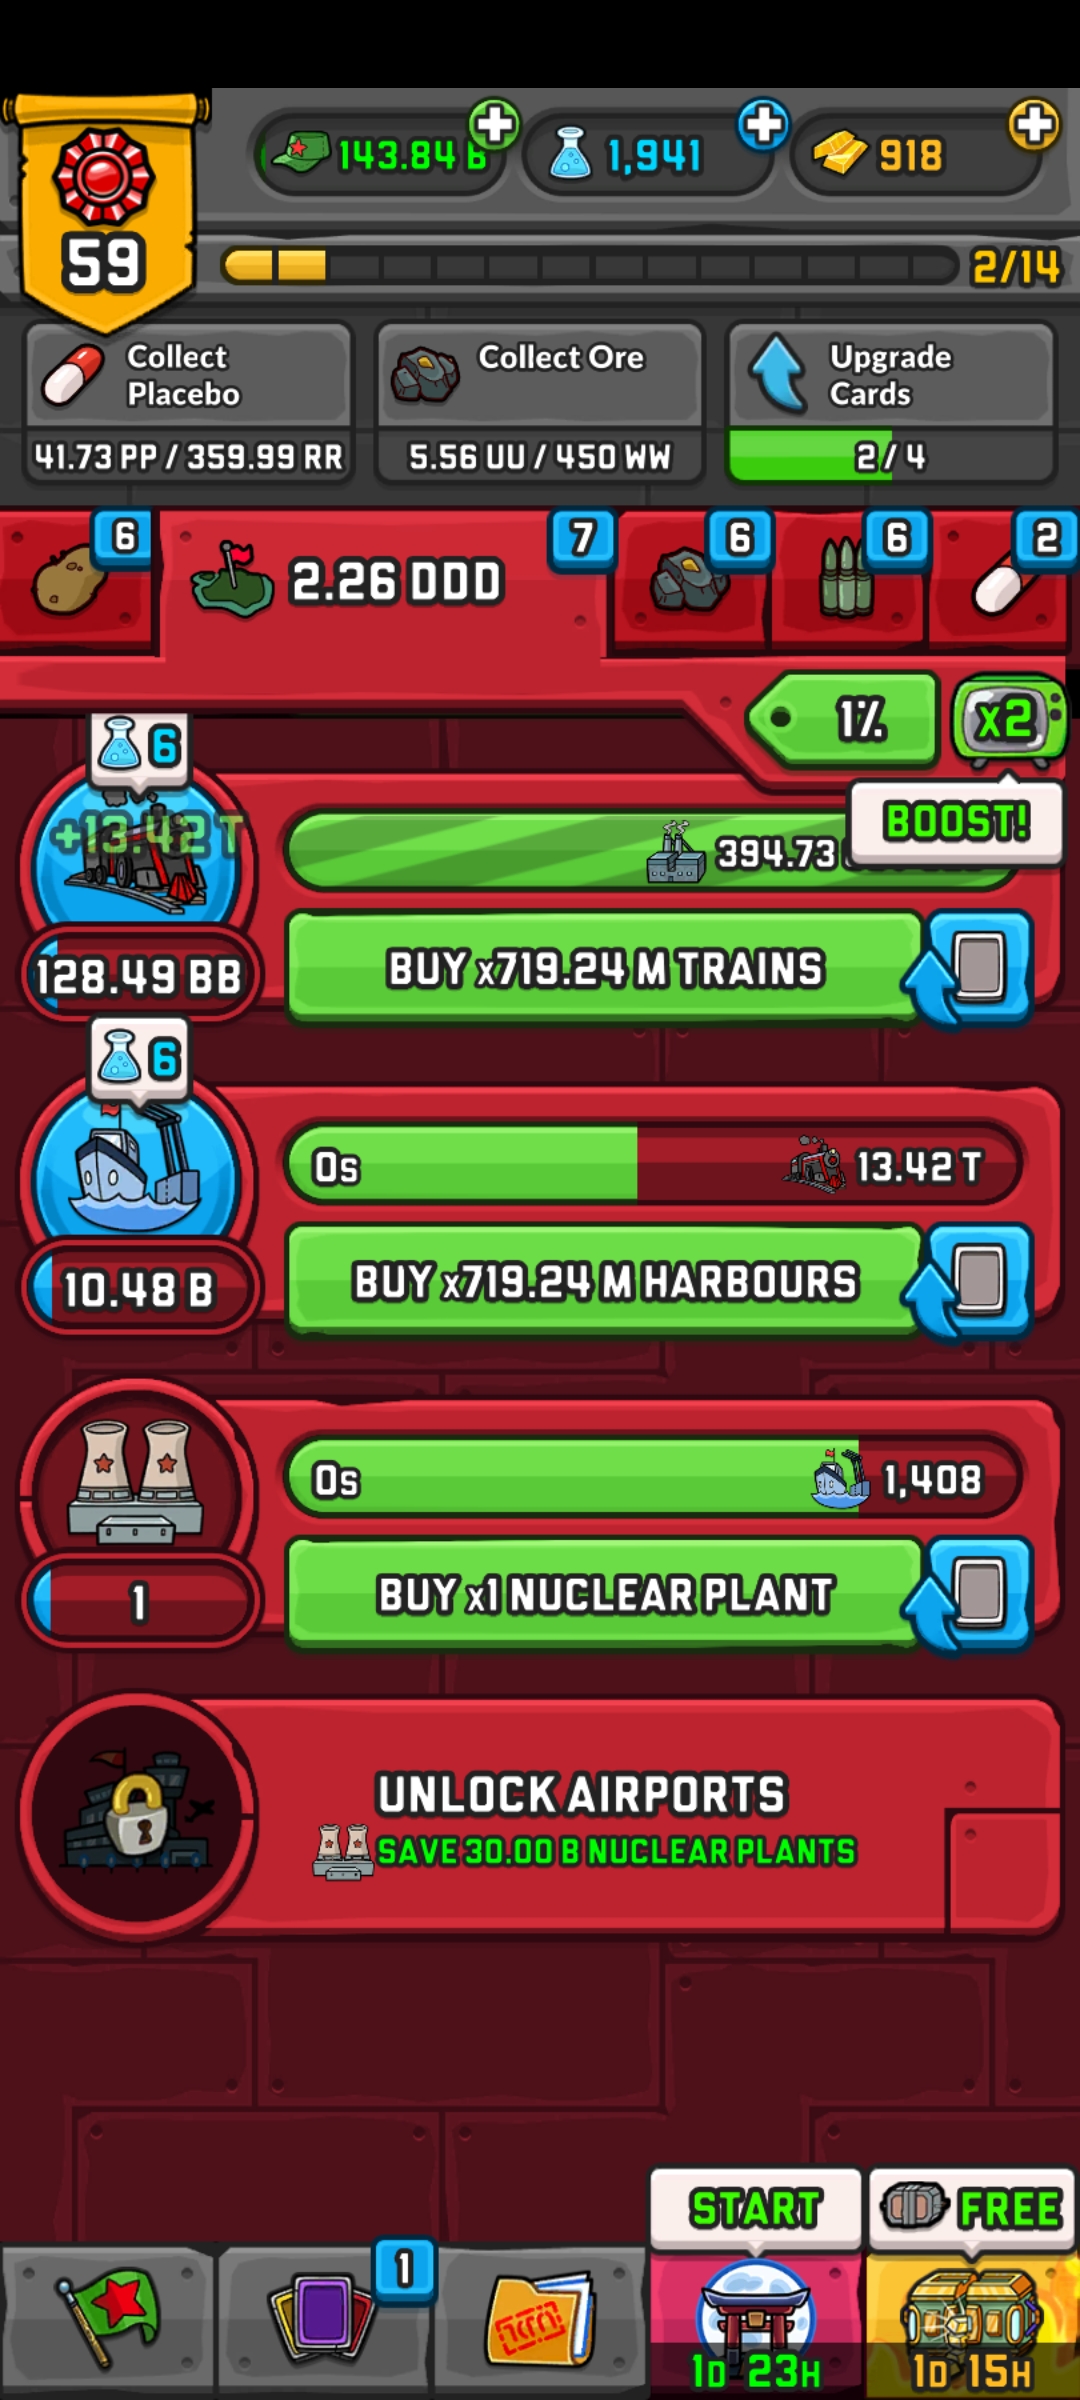 143.84 B
1,941
918
59
2/14
Collect
Placebo
41.73 PP / 359.99 RR
Collect Ore
5.56 UU / 450 WW
Upgrade
Cards
2/ 4
6
2.26 DDD
7
6
6
2
1%
x2
BOOST!
6
+13.42 T
394.73
128.49 BB
BUY x719.24 M TRAINS
6
0s
13.42 T
10.48 B
BUY x719.24 M HARBOURS
0s
1,408
1
BUY x1 NUCLEAR PLANT
UNLOCK AIRPORTS
SAVE 30.00 B NUCLEAR PLANTS
START
FREE
1
1D 23H
1D 15H